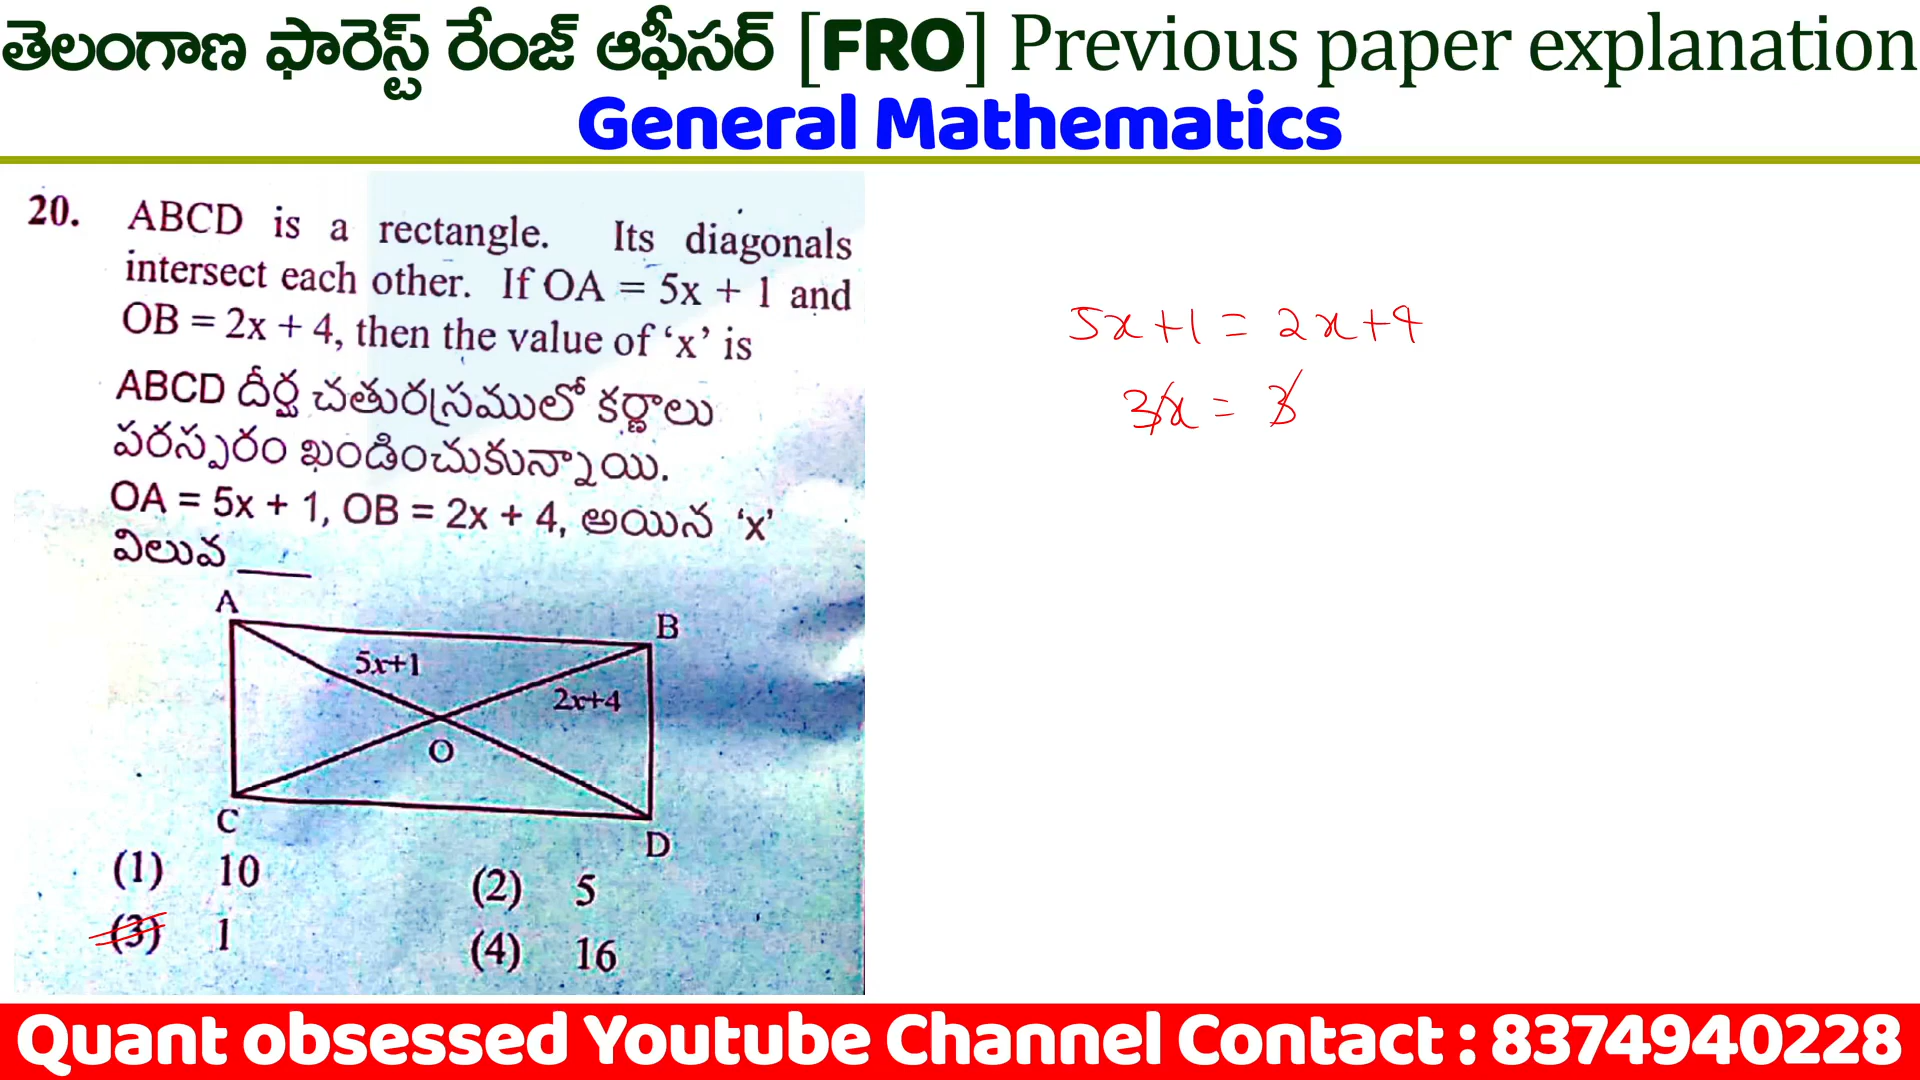 తెలంగాణ ఫారెస్ట్ రేంజ్ ఆఫీసర్ [FRO] Previous paper explanation
General Mathematics
20. ABCD is a rectangle. Its diagonals
intersect each other. If OA = 5x + 1 and
OB = 2x + 4, then the value of ‘x’ is
ABCD దీర్ఘ చతురస్రములో కర్ణాలు
పరస్పరం ఖండించుకున్నాయి.
OA = 5x + 1, OB = 2x + 4, అయిన ‘x’
విలువ ____
A
B
5x+1
2x+4
O
C
D
(1) 10
(2) 5
(3) 1
(4) 16
5x+1 = 2x+4
3x = 3
Quant obsessed Youtube Channel Contact : 8374940228